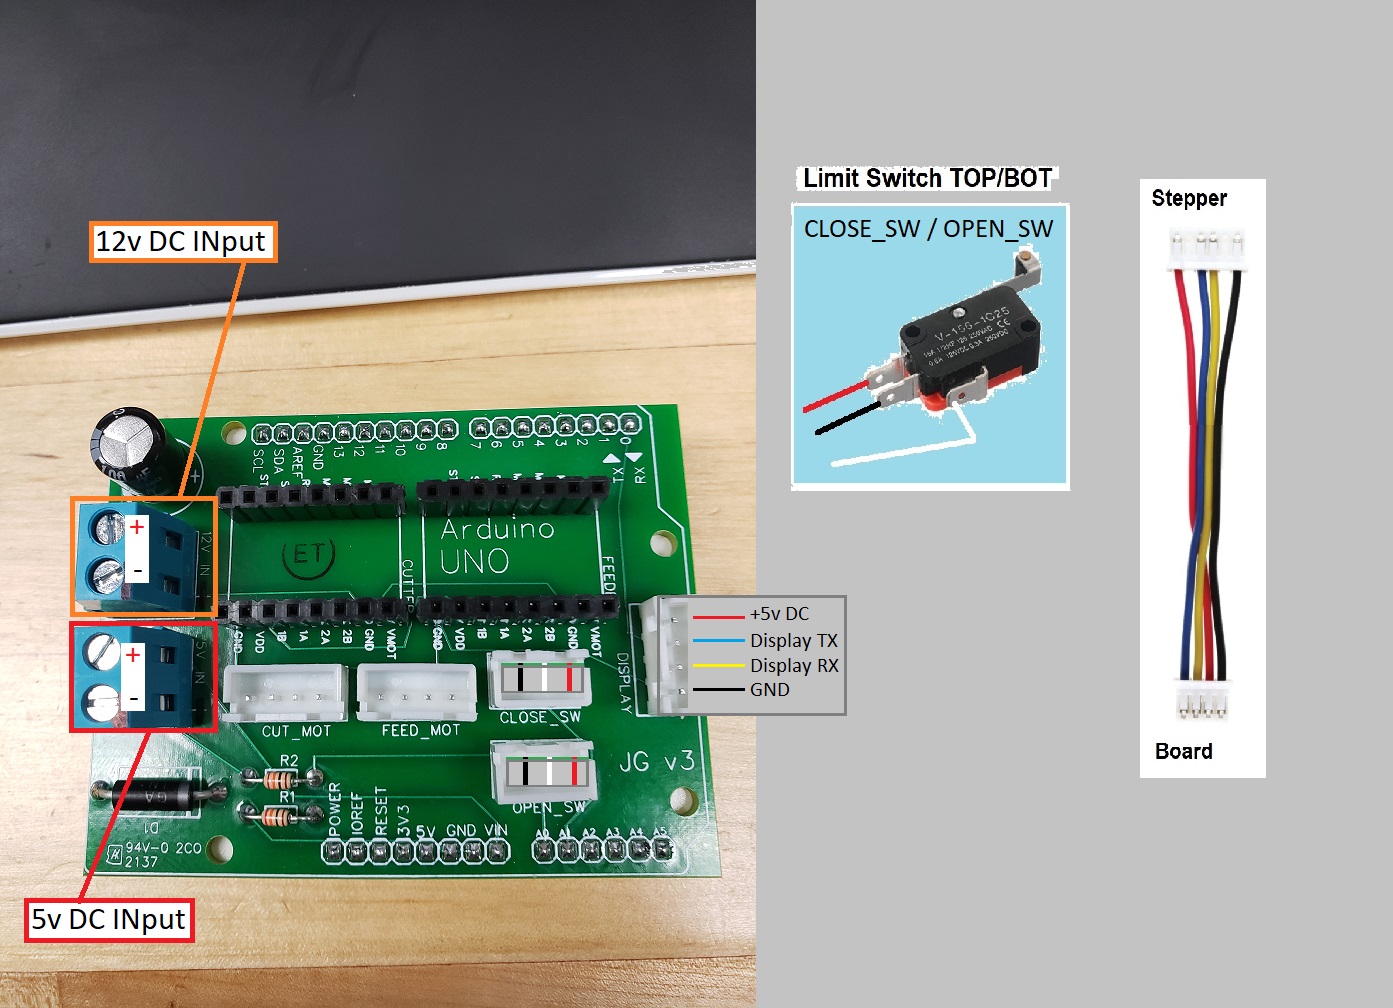 12v DC INput
Limit Switch TOP/BOT
CLOSE_SW / OPEN_SW
V-156-1C25
Stepper
Board
SCL
SDA
AREF
GND
13
12
11
10
9
8
7
6
5
4
3
2
1
0
TX
RX
+
-
12V IN
ET
Arduino
UNO
CUTTER
FEED
GND
VDD
1B
1A
2A
2B
GND
VMOT
GND
VDD
1B
1A
2A
2B
GND
VMOT
+
-
5V IN
+5v DC
Display TX
Display RX
GND
DISPLAY
CUT_MOT
FEED_MOT
CLOSE_SW
OPEN_SW
JG v3
R2
R1
D1
POWER
IOREF
RESET
3V3
5V
GND
VIN
A0
A1
A2
A3
A4
A5
94V-0 2CO
2137
5v DC INput